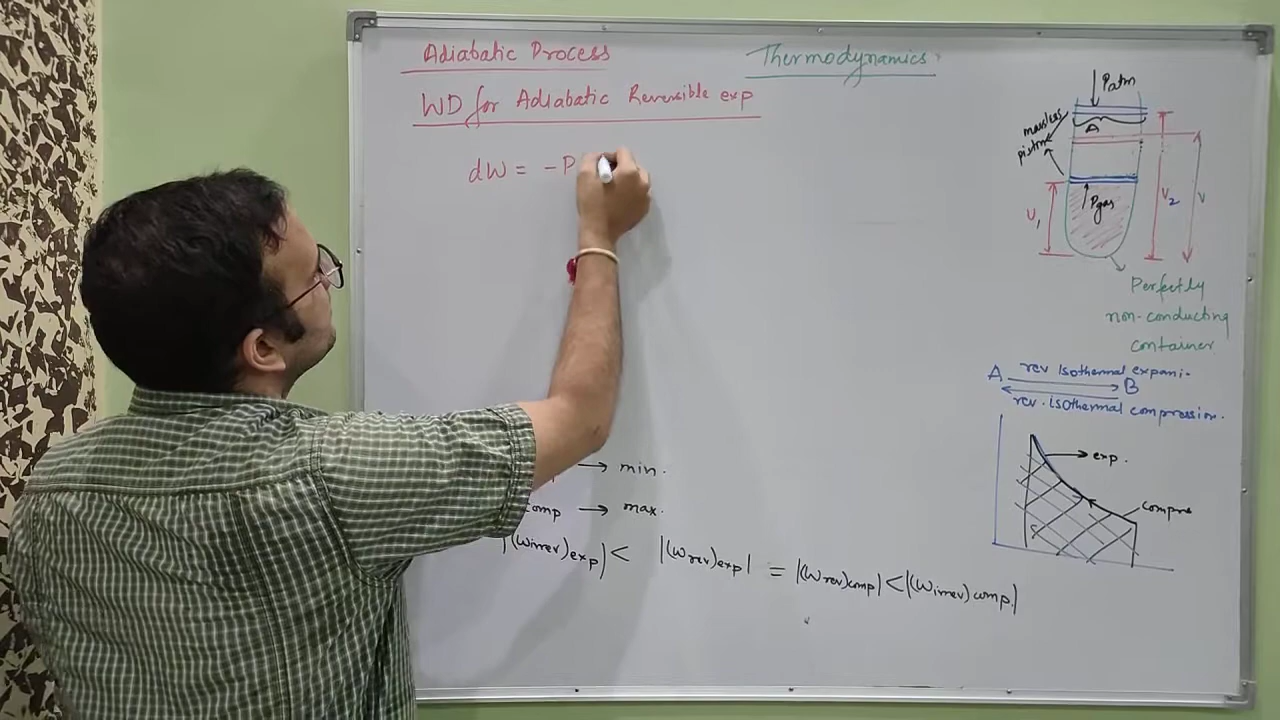 Adiabatic Process
Thermodynamics
WD for Adiabatic Reversible exp
dW = -P
Patm
A
massless
piston
Pgas
V₁
V₂
V
Perfectly
non-conducting
container
rev Isothermal expani-
A B
rev. Isothermal compression.
exp.
compre
→ min.
comp → max.
|(Wirrev)exp| < |(Wrev)exp| = |(Wrev)comp| < |(Wirrev)comp.|